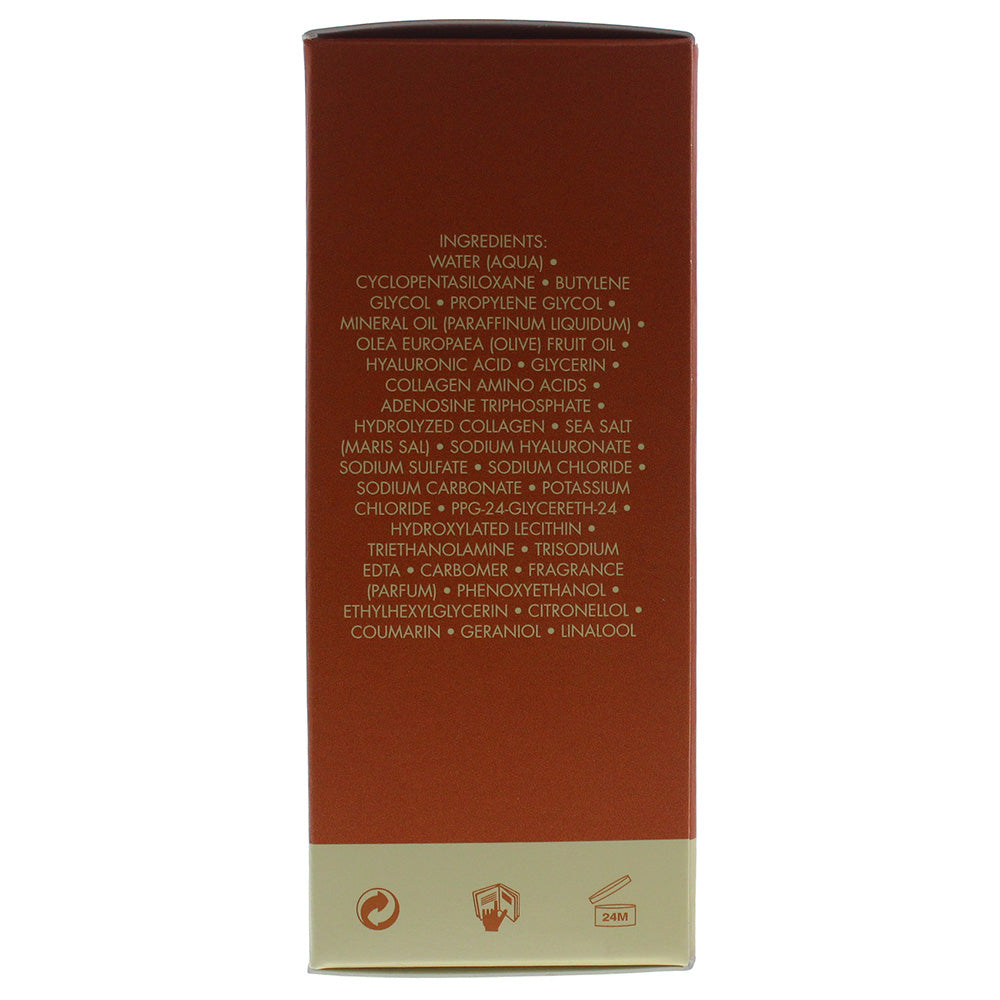 INGREDIENTS:
WATER (AQUA) •
CYCLOPENTASILOXANE • BUTYLENE
GLYCOL • PROPYLENE GLYCOL •
MINERAL OIL (PARAFFINUM LIQUIDUM) •
OLEA EUROPAEA (OLIVE) FRUIT OIL •
HYALURONIC ACID • GLYCERIN •
COLLAGEN AMINO ACIDS •
ADENOSINE TRIPHOSPHATE •
HYDROLYZED COLLAGEN • SEA SALT
(MARIS SAL) • SODIUM HYALURONATE •
SODIUM SULFATE • SODIUM CHLORIDE •
SODIUM CARBONATE • POTASSIUM
CHLORIDE • PPG-24-GLYCERETH-24 •
HYDROXYLATED LECITHIN •
TRIETHANOLAMINE • TRISODIUM
EDTA • CARBOMER • FRAGRANCE
(PARFUM) • PHENOXYETHANOL •
ETHYLHEXYLGLYCERIN • CITRONELLOL •
COUMARIN • GERANIOL • LINALOOL
24M